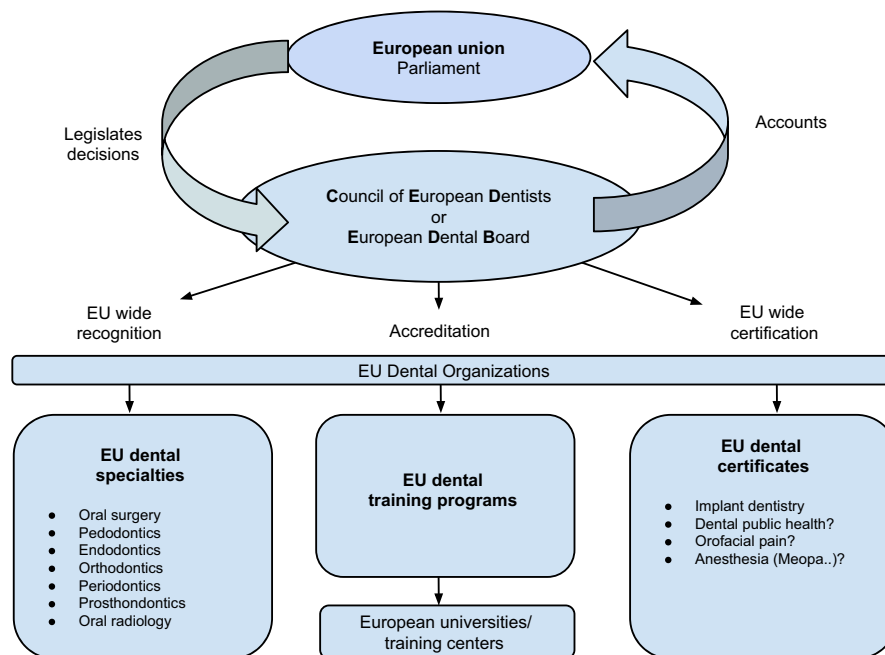 European union
Parliament
Legislates
decisions
Accounts
Council of European Dentists
or
European Dental Board
EU wide
recognition
Accreditation
EU wide
certification
EU Dental Organizations
EU dental
specialties
● Oral surgery
● Pedodontics
● Endodontics
● Orthodontics
● Periodontics
● Prosthondontics
● Oral radiology
EU dental
training programs
European universities/
training centers
EU dental
certificates
● Implant dentistry
● Dental public health?
● Orofacial pain?
● Anesthesia (Meopa..)?